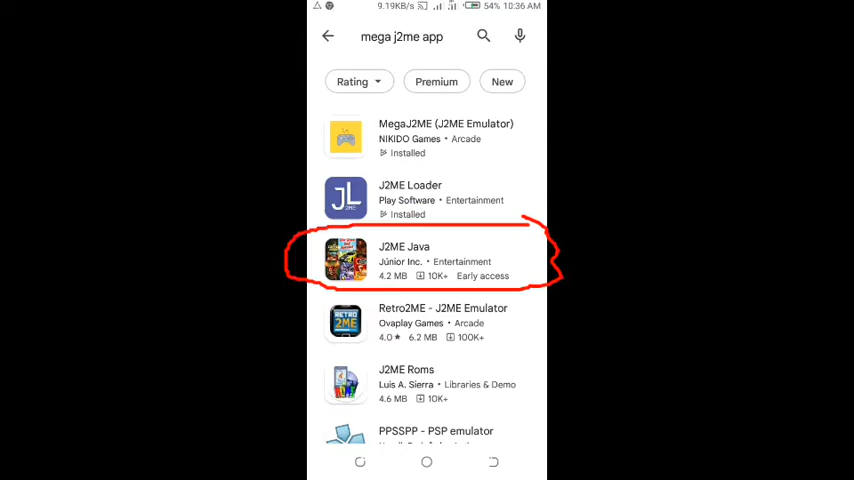 9.19KB/s 54% 10:36 AM
mega j2me app
Rating Premium New
MegaJ2ME (J2ME Emulator)
NIKIDO Games • Arcade
Installed
JL
2ME
J2ME Loader
Play Software • Entertainment
Installed
J2ME Java
Júnior Inc. • Entertainment
4.2 MB 10K+ Early access
RETRO
2ME
Retro2ME - J2ME Emulator
Ovaplay Games • Arcade
4.0 ★ 6.2 MB 100K+
J2ME Roms
Luis A. Sierra • Libraries & Demo
4.6 MB 10K+
PPSSPP - PSP emulator